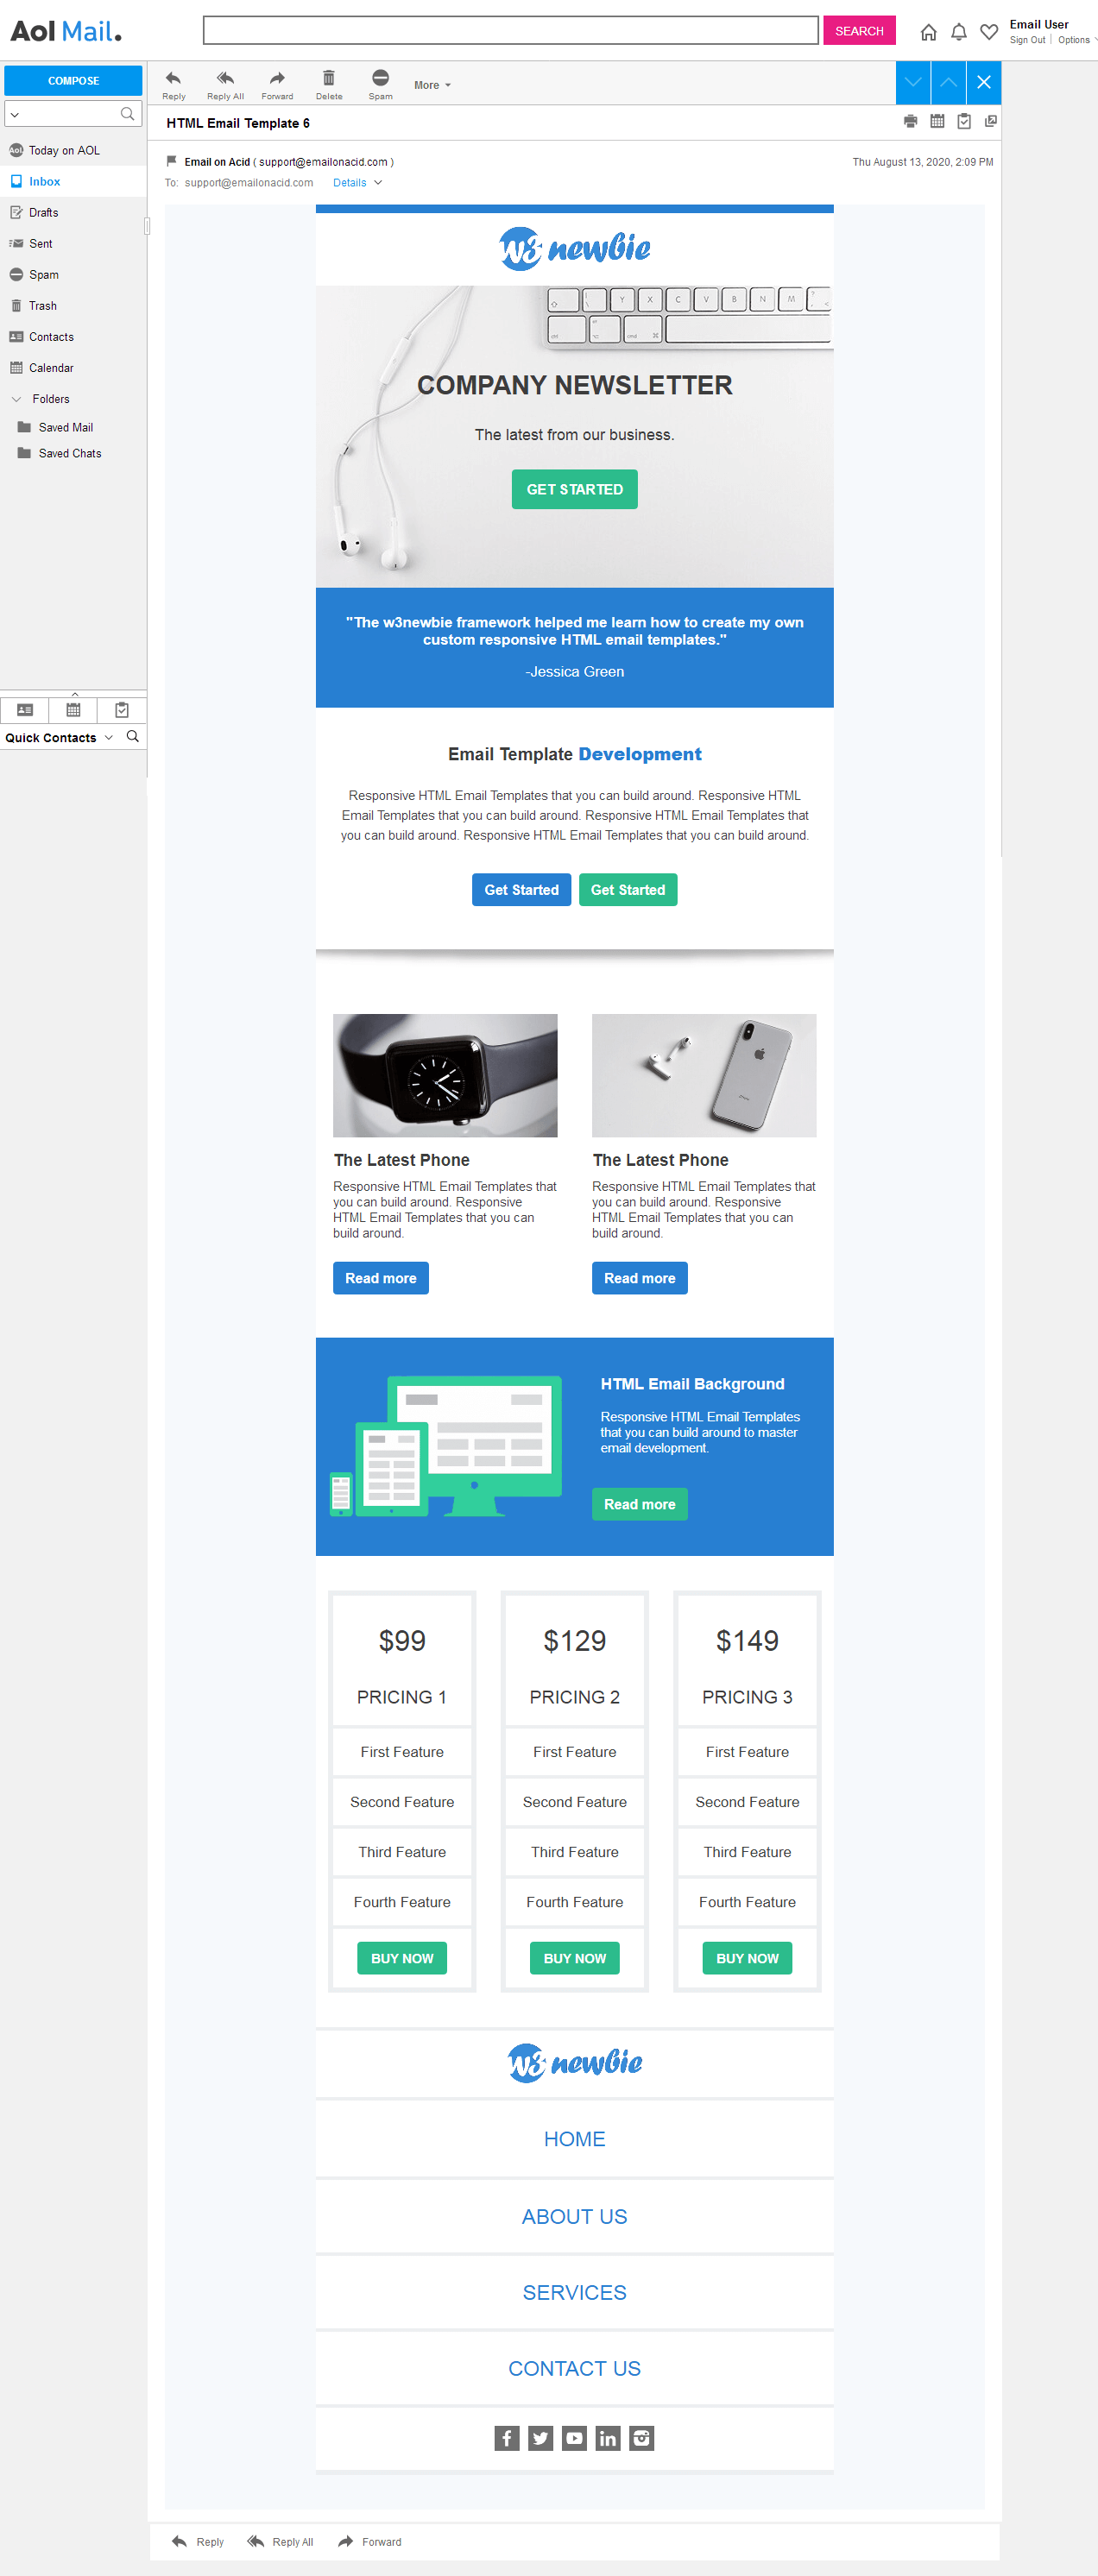 Aol Mail.
SEARCH
Email User
Sign Out
Options
COMPOSE
Reply
Reply All
Forward
Delete
Spam
More
HTML Email Template 6
Today on AOL
Inbox
Drafts
Sent
Spam
Trash
Contacts
Calendar
Folders
Saved Mail
Saved Chats
Quick Contacts
Email on Acid ( support@emailonacid.com )
Thu August 13, 2020, 2:09 PM
To: support@emailonacid.com Details
w3 newbie
COMPANY NEWSLETTER
The latest from our business.
GET STARTED
"The w3newbie framework helped me learn how to create my own
custom responsive HTML email templates."
-Jessica Green
Email Template Development
Responsive HTML Email Templates that you can build around. Responsive HTML
Email Templates that you can build around. Responsive HTML Email Templates that
you can build around. Responsive HTML Email Templates that you can build around.
Get Started
Get Started
The Latest Phone
Responsive HTML Email Templates that
you can build around. Responsive
HTML Email Templates that you can
build around.
Read more
The Latest Phone
Responsive HTML Email Templates that
you can build around. Responsive
HTML Email Templates that you can
build around.
Read more
HTML Email Background
Responsive HTML Email Templates
that you can build around to master
email development.
Read more
$99
PRICING 1
First Feature
Second Feature
Third Feature
Fourth Feature
BUY NOW
$129
PRICING 2
First Feature
Second Feature
Third Feature
Fourth Feature
BUY NOW
$149
PRICING 3
First Feature
Second Feature
Third Feature
Fourth Feature
BUY NOW
w3 newbie
HOME
ABOUT US
SERVICES
CONTACT US
Reply
Reply All
Forward